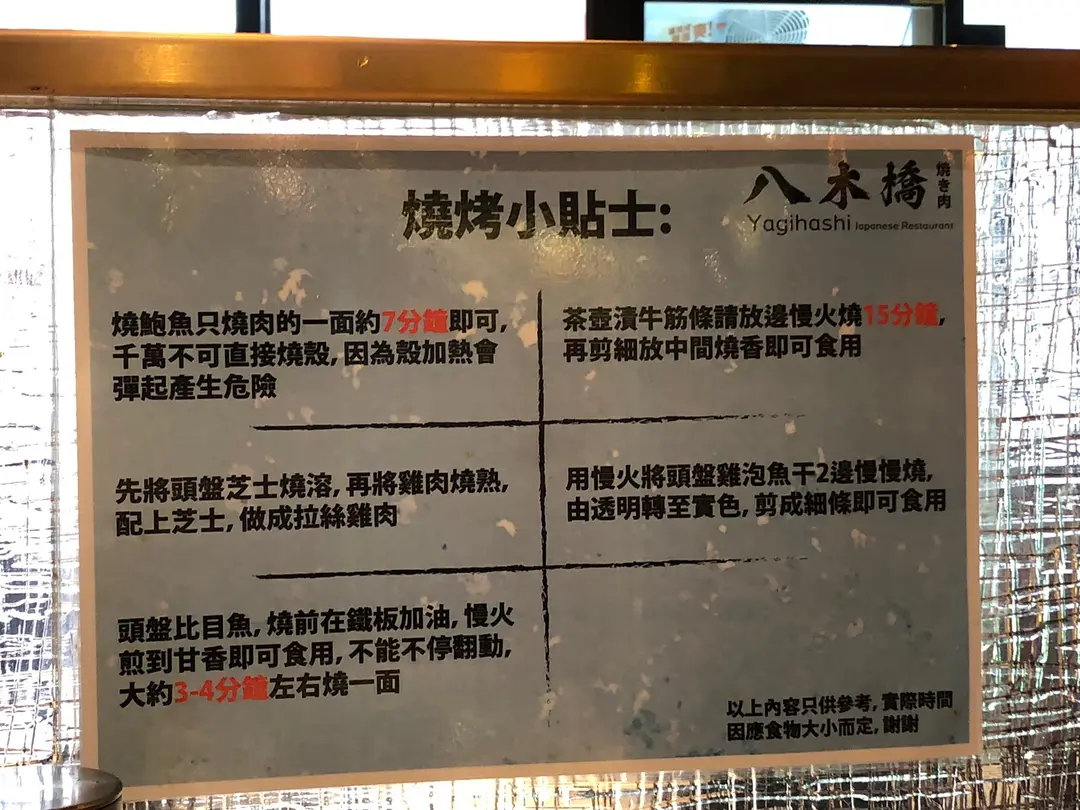 燒烤小貼士:
八木橋
焼き肉
Yagihashi Japanese Restaurant
燒鮑魚只燒肉的一面約7分鐘即可,
千萬不可直接燒殼, 因為殼加熱會
彈起產生危險
茶壺漬牛筋條請放邊慢火燒15分鐘,
再剪細放中間燒香即可食用
先將頭盤芝士燒溶, 再將雞肉燒熟,
配上芝士, 做成拉絲雞肉
用慢火將頭盤雞泡魚干2邊慢慢燒,
由透明轉至實色, 剪成細條即可食用
頭盤比目魚, 燒前在鐵板加油, 慢火
煎到甘香即可食用, 不能不停翻動,
大約3-4分鐘左右燒一面
以上內容只供參考, 實際時間
因應食物大小而定, 謝謝